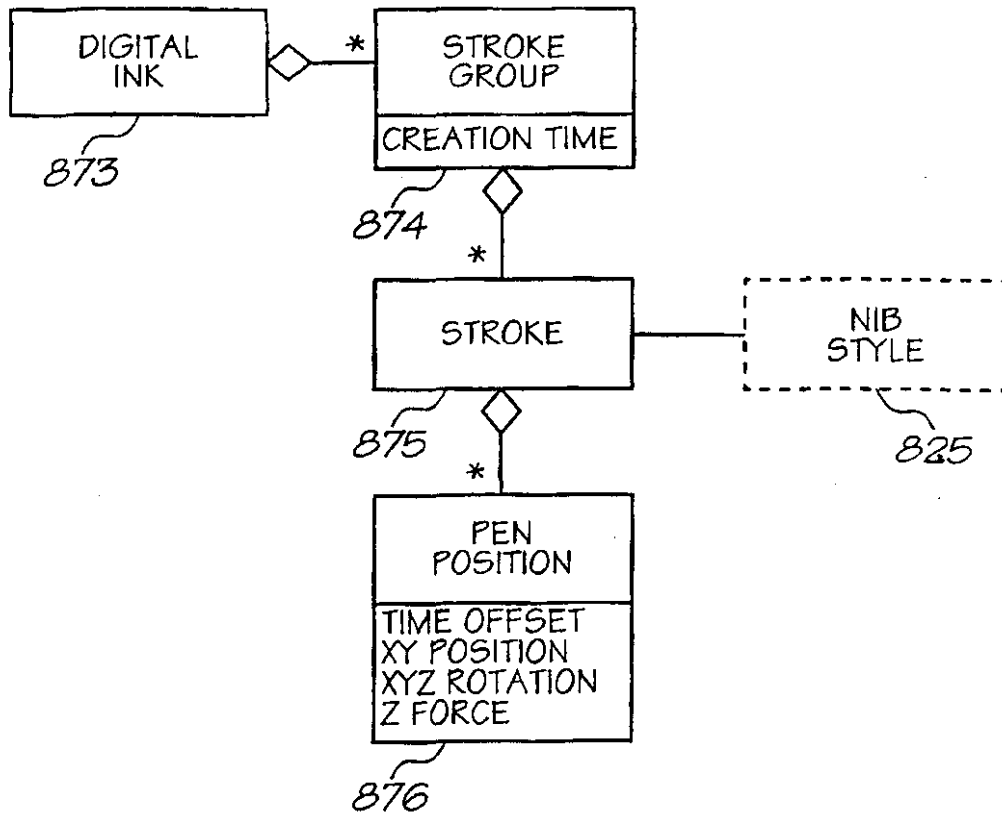 DIGITAL
INK
873
*
STROKE
GROUP
CREATION TIME
874
*
STROKE
875
NIB
STYLE
825
*
PEN
POSITION
TIME OFFSET
XY POSITION
XYZ ROTATION
Z FORCE
876